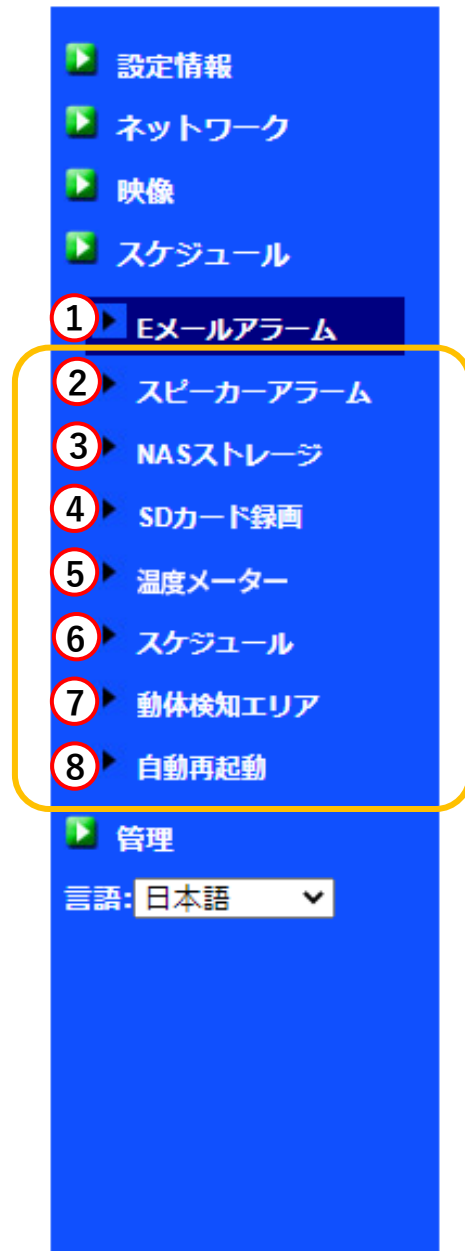 設定情報
ネットワーク
映像
スケジュール
① Eメールアラーム
② スピーカーアラーム
③ NASストレージ
④ SDカード録画
⑤ 温度メーター
⑥ スケジュール
⑦ 動体検知エリア
⑧ 自動再起動
管理
言語: 日本語